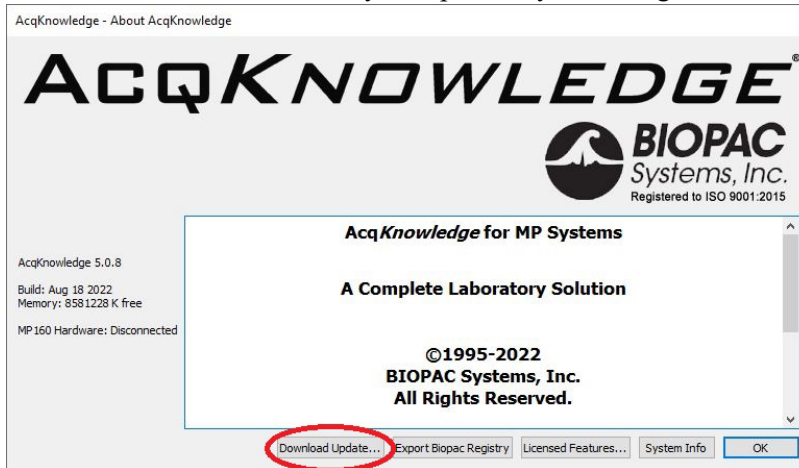 AcqKnowledge - About AcqKnowledge
ACQKNOWLEDGE®
BIOPAC
Systems, Inc.
Registered to ISO 9001:2015
AcqKnowledge for MP Systems
AcqKnowledge 5.0.8
A Complete Laboratory Solution
Build: Aug 18 2022
Memory: 8581228 K free
MP160 Hardware: Disconnected
©1995-2022
BIOPAC Systems, Inc.
All Rights Reserved.
Download Update... Export Biopac Registry Licensed Features... System Info OK